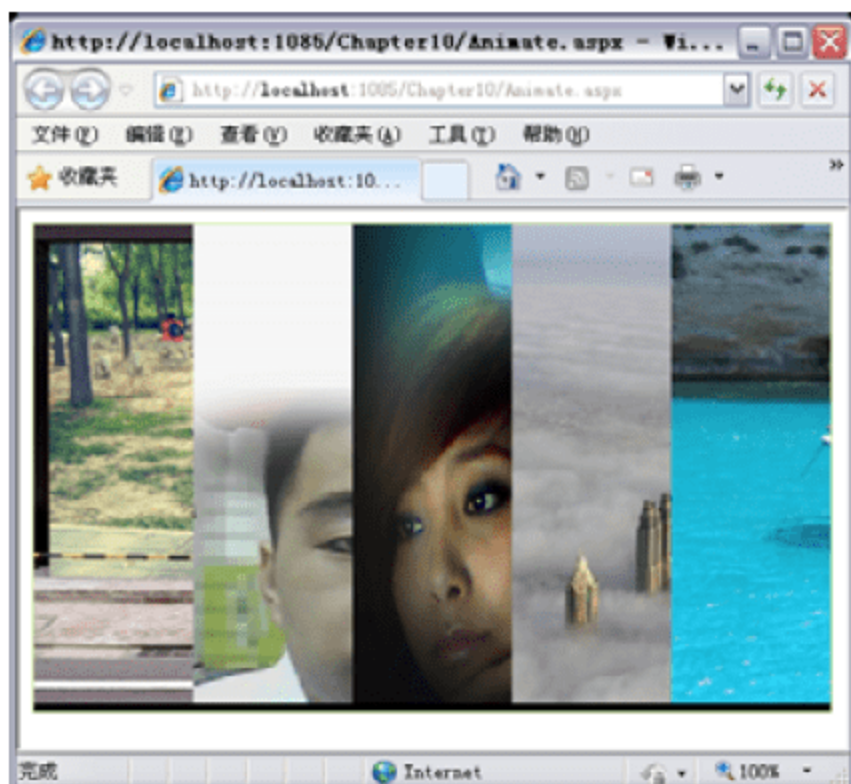 http://localhost:1085/Chapter10/Animate.aspx - Wi...
http://localhost:1085/Chapter10/Animate.aspx
文件(F) 编辑(E) 查看(V) 收藏夹(A) 工具(T) 帮助(H)
收藏夹 http://localhost:10...
完成 Internet 100%